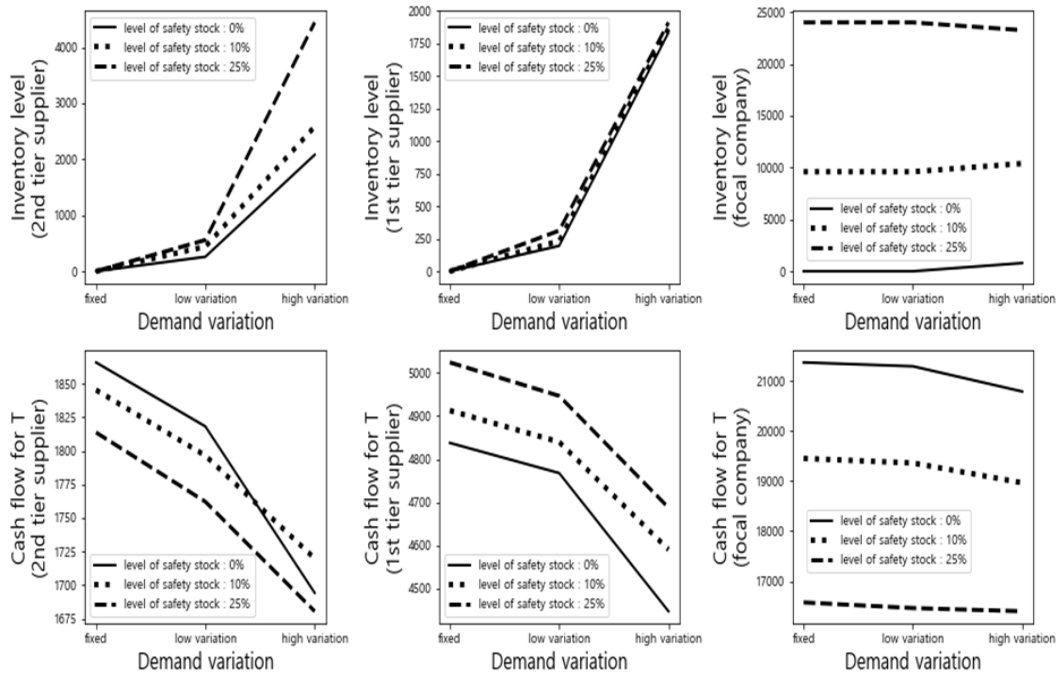 Inventory level
(2nd tier supplier)
4000
3000
2000
1000
0
level of safety stock : 0%
level of safety stock : 10%
level of safety stock : 25%
fixed
low variation
high variation
Demand variation
Inventory level
(1st tier supplier)
2000
1750
1500
1250
1000
750
500
250
0
level of safety stock : 0%
level of safety stock : 10%
level of safety stock : 25%
fixed
low variation
high variation
Demand variation
Inventory level
(focal company)
25000
20000
15000
10000
5000
0
level of safety stock : 0%
level of safety stock : 10%
level of safety stock : 25%
fixed
low variation
high variation
Demand variation
Cash flow for T
(2nd tier supplier)
1850
1825
1800
1775
1750
1725
1700
1675
level of safety stock : 0%
level of safety stock : 10%
level of safety stock : 25%
fixed
low variation
high variation
Demand variation
Cash flow for T
(1st tier supplier)
5000
4900
4800
4700
4600
4500
level of safety stock : 0%
level of safety stock : 10%
level of safety stock : 25%
fixed
low variation
high variation
Demand variation
Cash flow for T
(focal company)
21000
20000
19000
18000
17000
level of safety stock : 0%
level of safety stock : 10%
level of safety stock : 25%
fixed
low variation
high variation
Demand variation